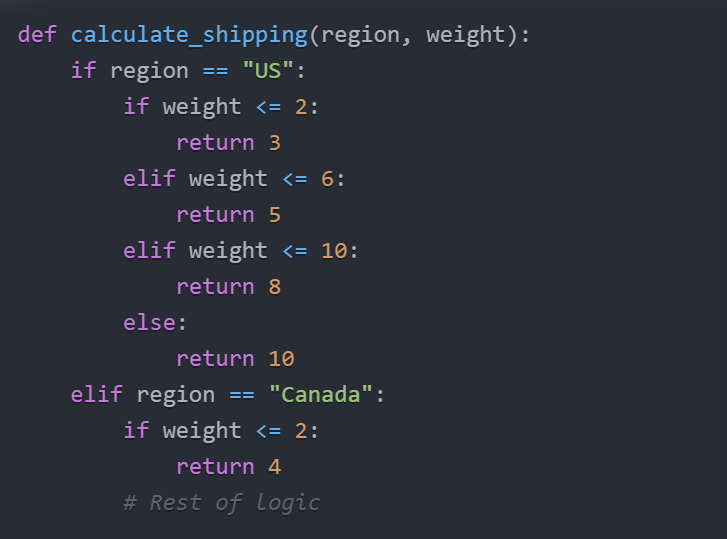 def calculate_shipping(region, weight):
    if region == "US":
        if weight <= 2:
            return 3
        elif weight <= 6:
            return 5
        elif weight <= 10:
            return 8
        else:
            return 10
    elif region == "Canada":
        if weight <= 2:
            return 4
        # Rest of logic